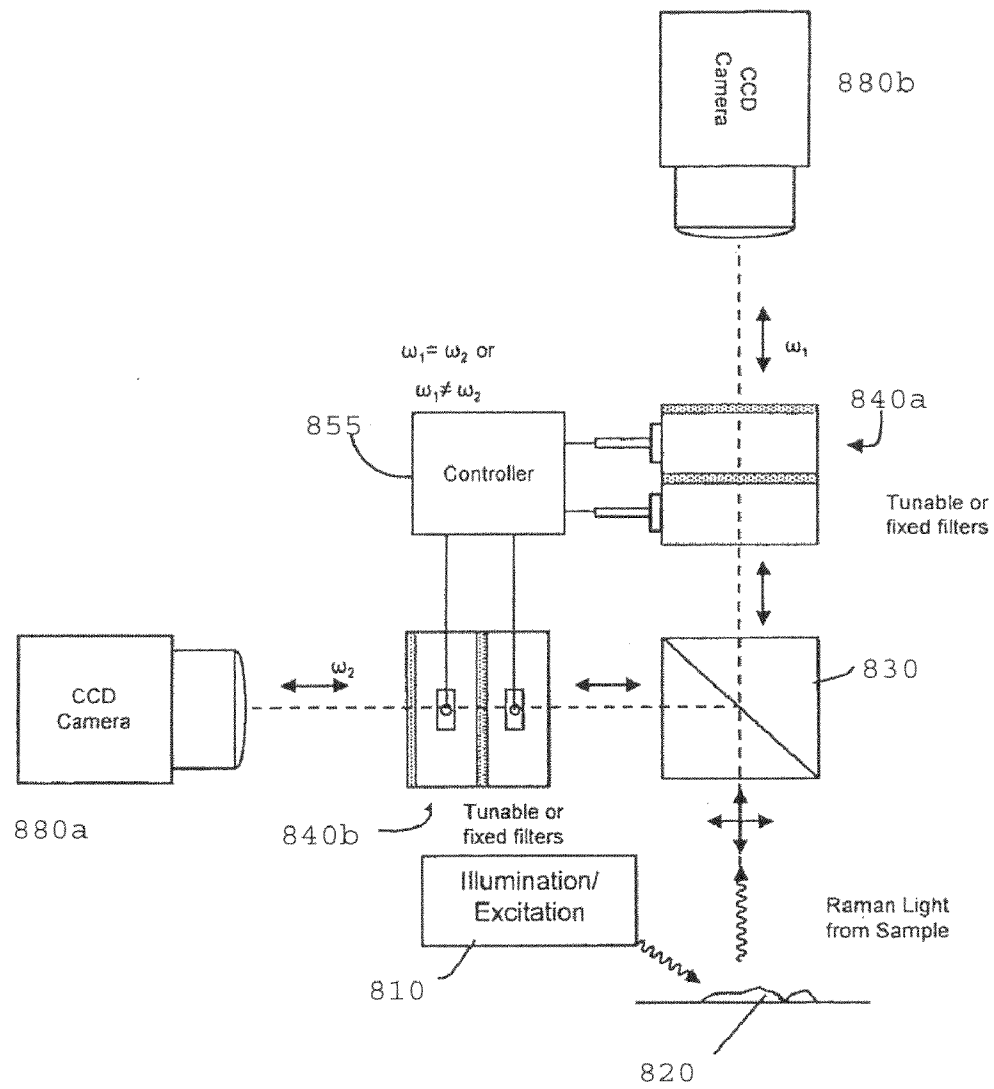 CCD
Camera
880b
ω₁
ω₁= ω₂ or
ω₁≠ ω₂
840a
855
Controller
Tunable or
fixed filters
CCD
Camera
ω₂
830
880a
840b
Tunable or
fixed filters
Illumination/
Excitation
810
Raman Light
from Sample
820